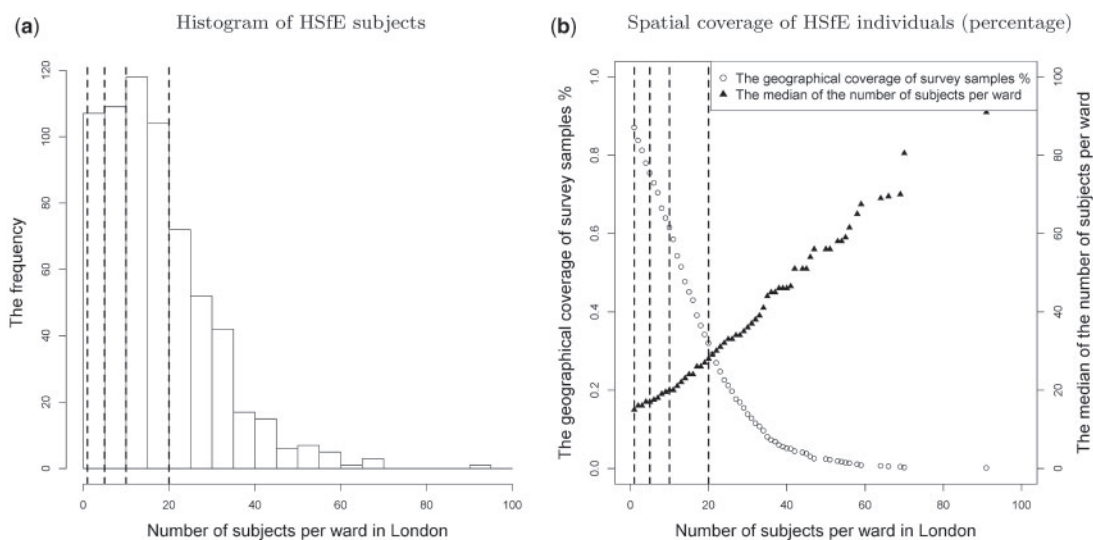 (a)
Histogram of HSfE subjects
The frequency
120
100
80
60
40
20
0
0
20
40
60
80
100
Number of subjects per ward in London
(b)
Spatial coverage of HSfE individuals (percentage)
The geographical coverage of survey samples %
The median of the number of subjects per ward
The geographical coverage of survey samples %
1.0
0.8
0.6
0.4
0.2
0.0
100
80
60
40
20
0
The median of the number of subjects per ward
0
20
40
60
80
100
Number of subjects per ward in London